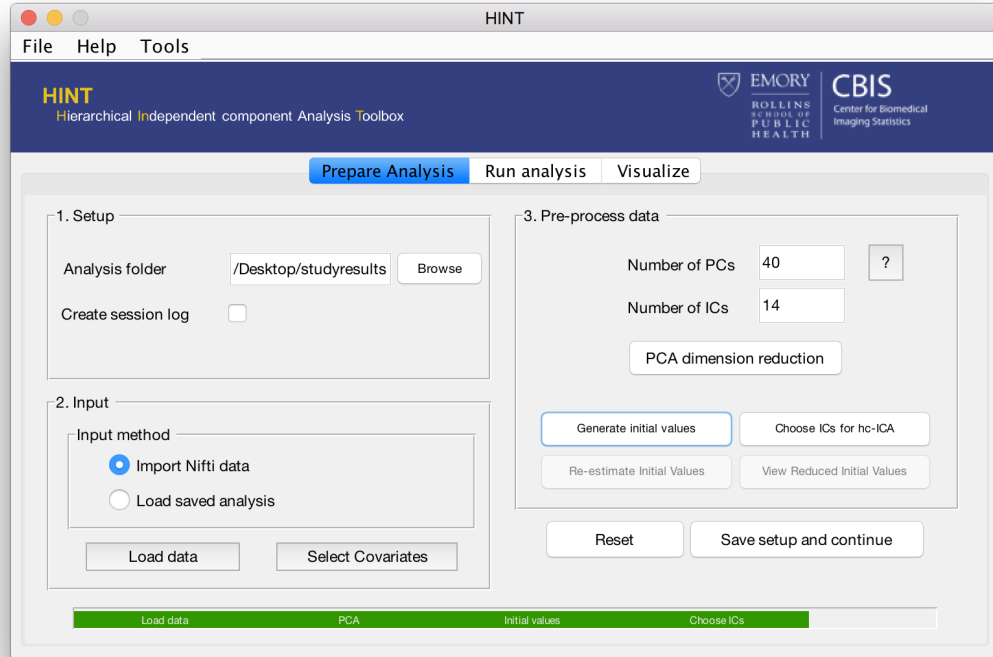 HINT
File Help Tools
HINT
Hierarchical Independent component Analysis Toolbox
EMORY
ROLLINS
SCHOOL OF
PUBLIC
HEALTH
CBIS
Center for Biomedical
Imaging Statistics
Prepare Analysis Run analysis Visualize
1. Setup
Analysis folder /Desktop/studyresults Browse
Create session log
2. Input
Input method
Import Nifti data
Load saved analysis
Load data Select Covariates
3. Pre-process data
Number of PCs 40 ?
Number of ICs 14
PCA dimension reduction
Generate initial values Choose ICs for hc-ICA
Re-estimate Initial Values View Reduced Initial Values
Reset Save setup and continue
Load data PCA Initial values Choose ICs